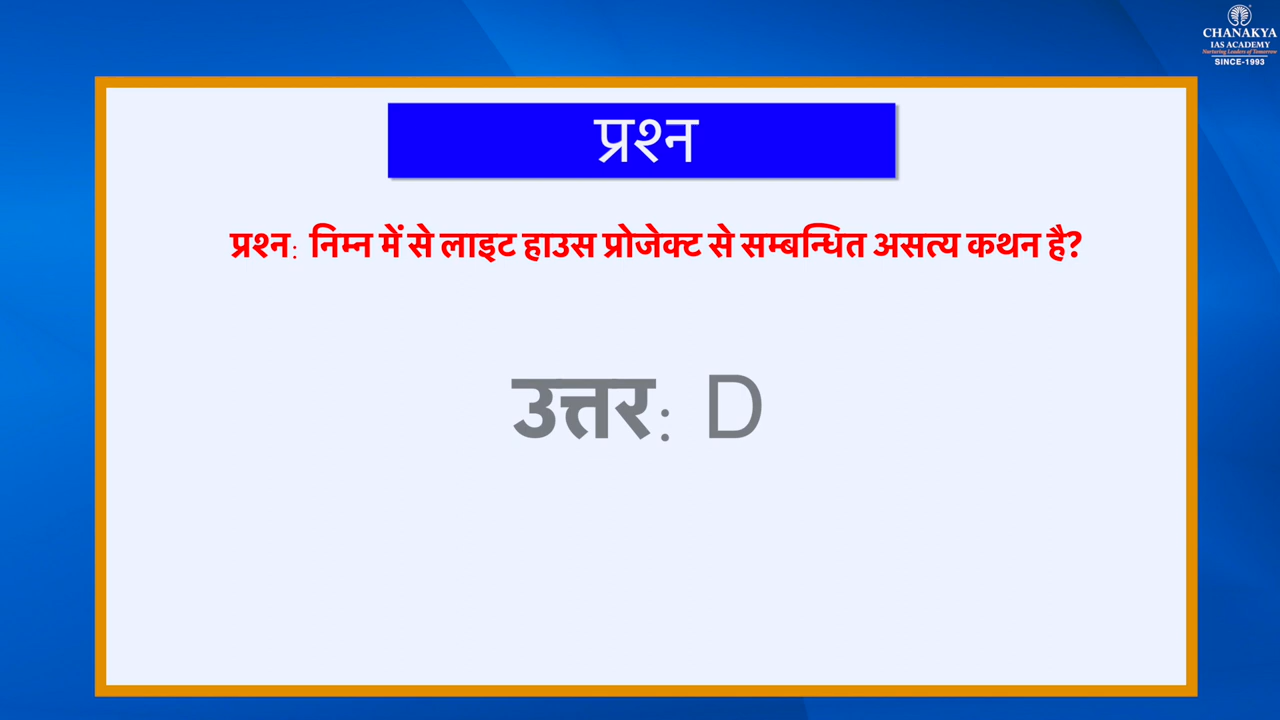 CHANAKYA
IAS ACADEMY
Nurturing Leaders of Tomorrow
SINCE-1993
प्रश्न
प्रश्न: निम्न में से लाइट हाउस प्रोजेक्ट से सम्बन्धित असत्य कथन है?
उत्तर: D